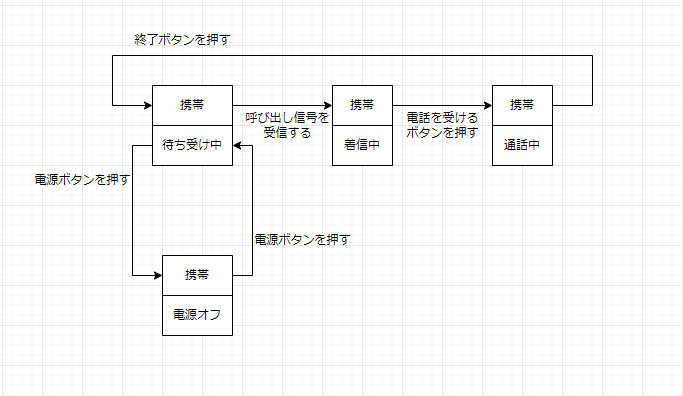 終了ボタンを押す
携帯
待ち受け中
呼び出し信号を
受信する
携帯
着信中
電話を受ける
ボタンを押す
携帯
通話中
電源ボタンを押す
電源ボタンを押す
携帯
電源オフ